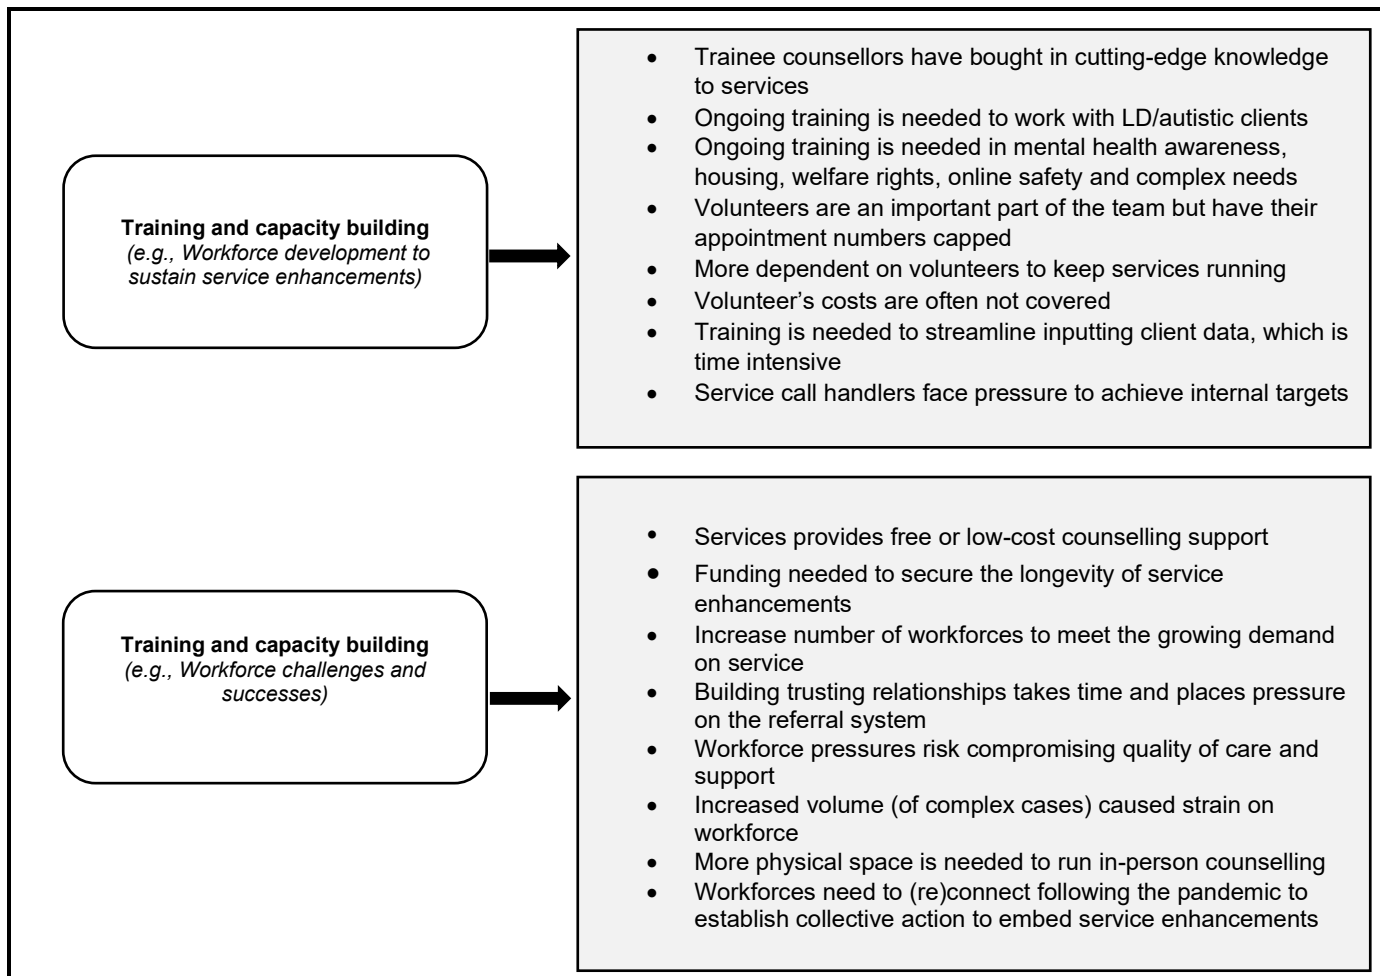 Training and capacity building
(e.g., Workforce development to
sustain service enhancements)
• Trainee counsellors have bought in cutting-edge knowledge
to services
• Ongoing training is needed to work with LD/autistic clients
• Ongoing training is needed in mental health awareness,
housing, welfare rights, online safety and complex needs
• Volunteers are an important part of the team but have their
appointment numbers capped
• More dependent on volunteers to keep services running
• Volunteer’s costs are often not covered
• Training is needed to streamline inputting client data, which is
time intensive
• Service call handlers face pressure to achieve internal targets
Training and capacity building
(e.g., Workforce challenges and
successes)
• Services provides free or low-cost counselling support
• Funding needed to secure the longevity of service
enhancements
• Increase number of workforces to meet the growing demand
on service
• Building trusting relationships takes time and places pressure
on the referral system
• Workforce pressures risk compromising quality of care and
support
• Increased volume (of complex cases) caused strain on
workforce
• More physical space is needed to run in-person counselling
• Workforces need to (re)connect following the pandemic to
establish collective action to embed service enhancements